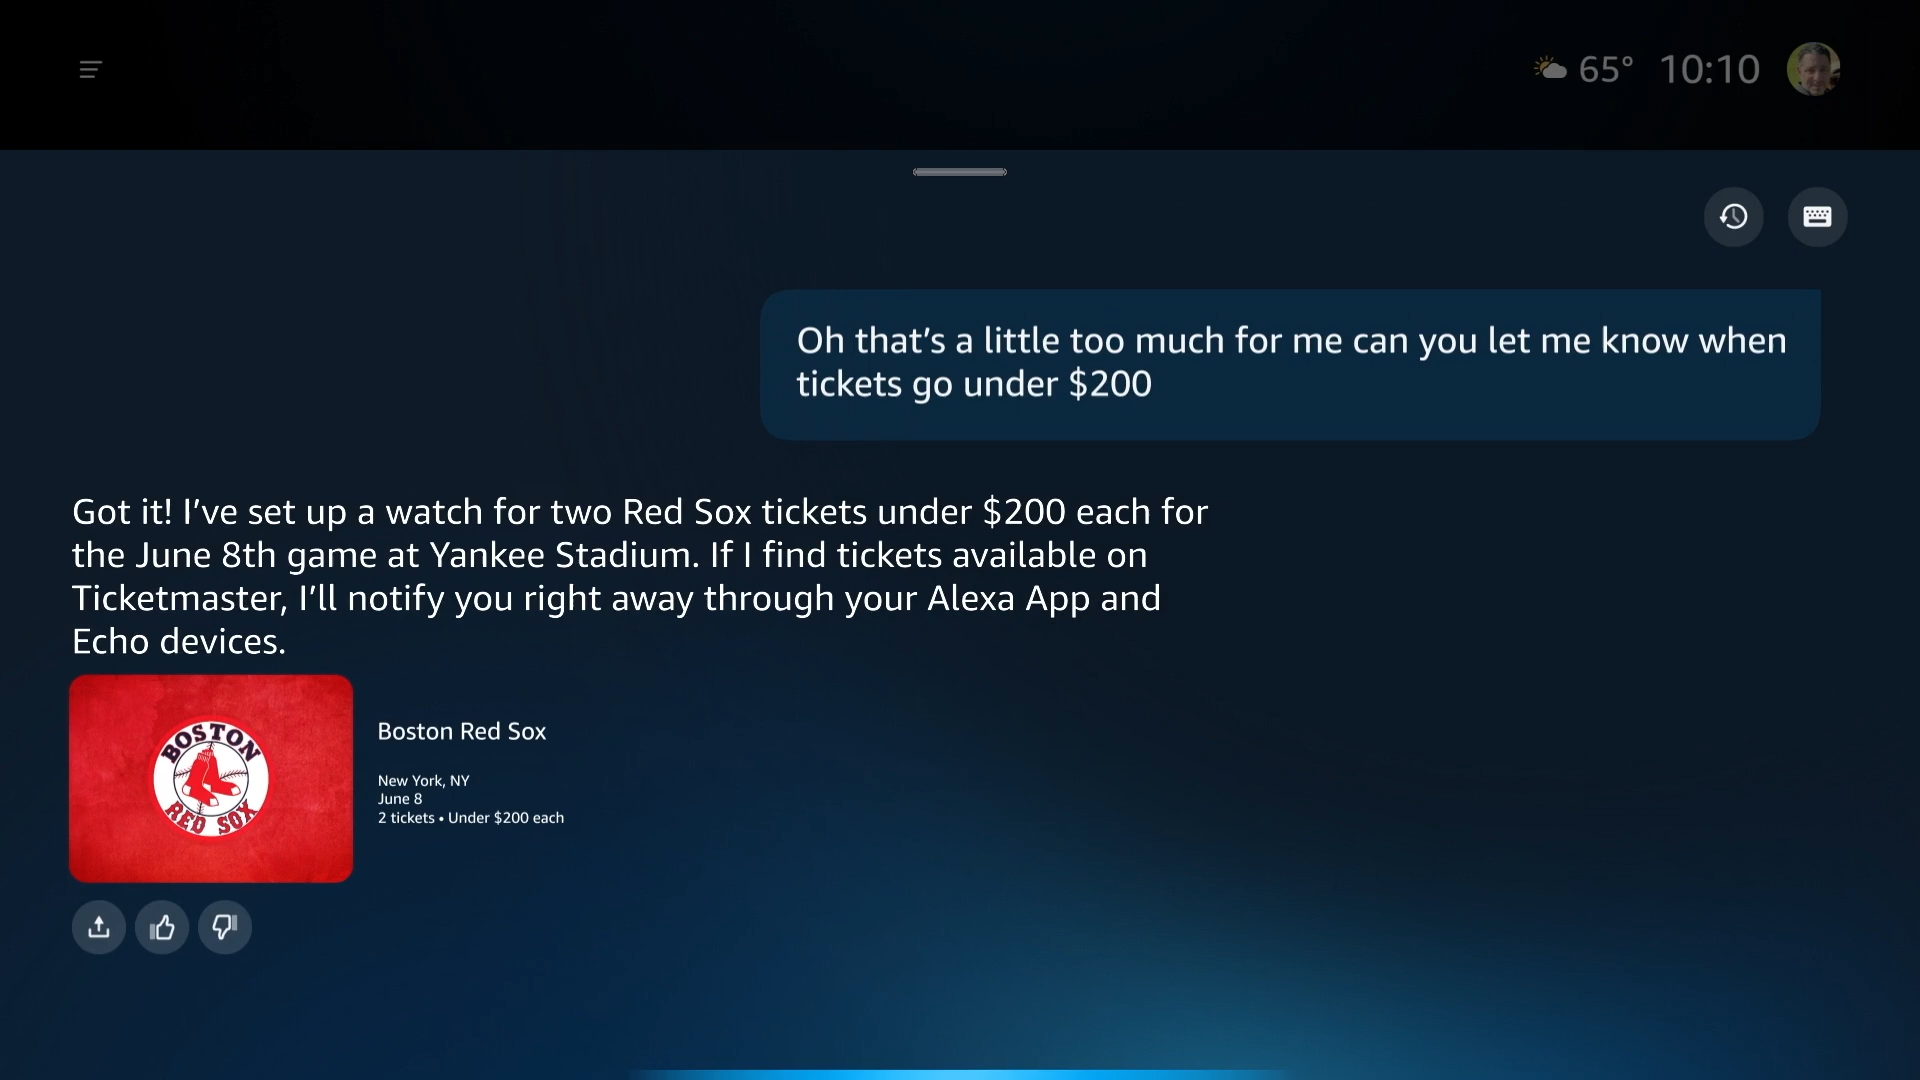 65° 10:10
Oh that’s a little too much for me can you let me know when
tickets go under $200
Got it! I’ve set up a watch for two Red Sox tickets under $200 each for
the June 8th game at Yankee Stadium. If I find tickets available on
Ticketmaster, I’ll notify you right away through your Alexa App and
Echo devices.
BOSTON
RED SOX
Boston Red Sox
New York, NY
June 8
2 tickets • Under $200 each